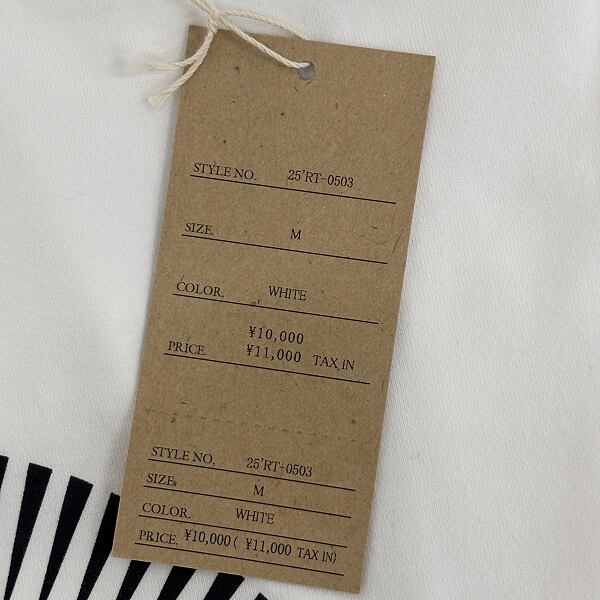 STYLE NO. 25'RT-0503
SIZE. M
COLOR. WHITE
¥10,000
PRICE. ¥11,000 TAX IN
STYLE NO. 25'RT-0503
SIZE. M
COLOR. WHITE
PRICE. ¥10,000 ( ¥11,000 TAX IN)